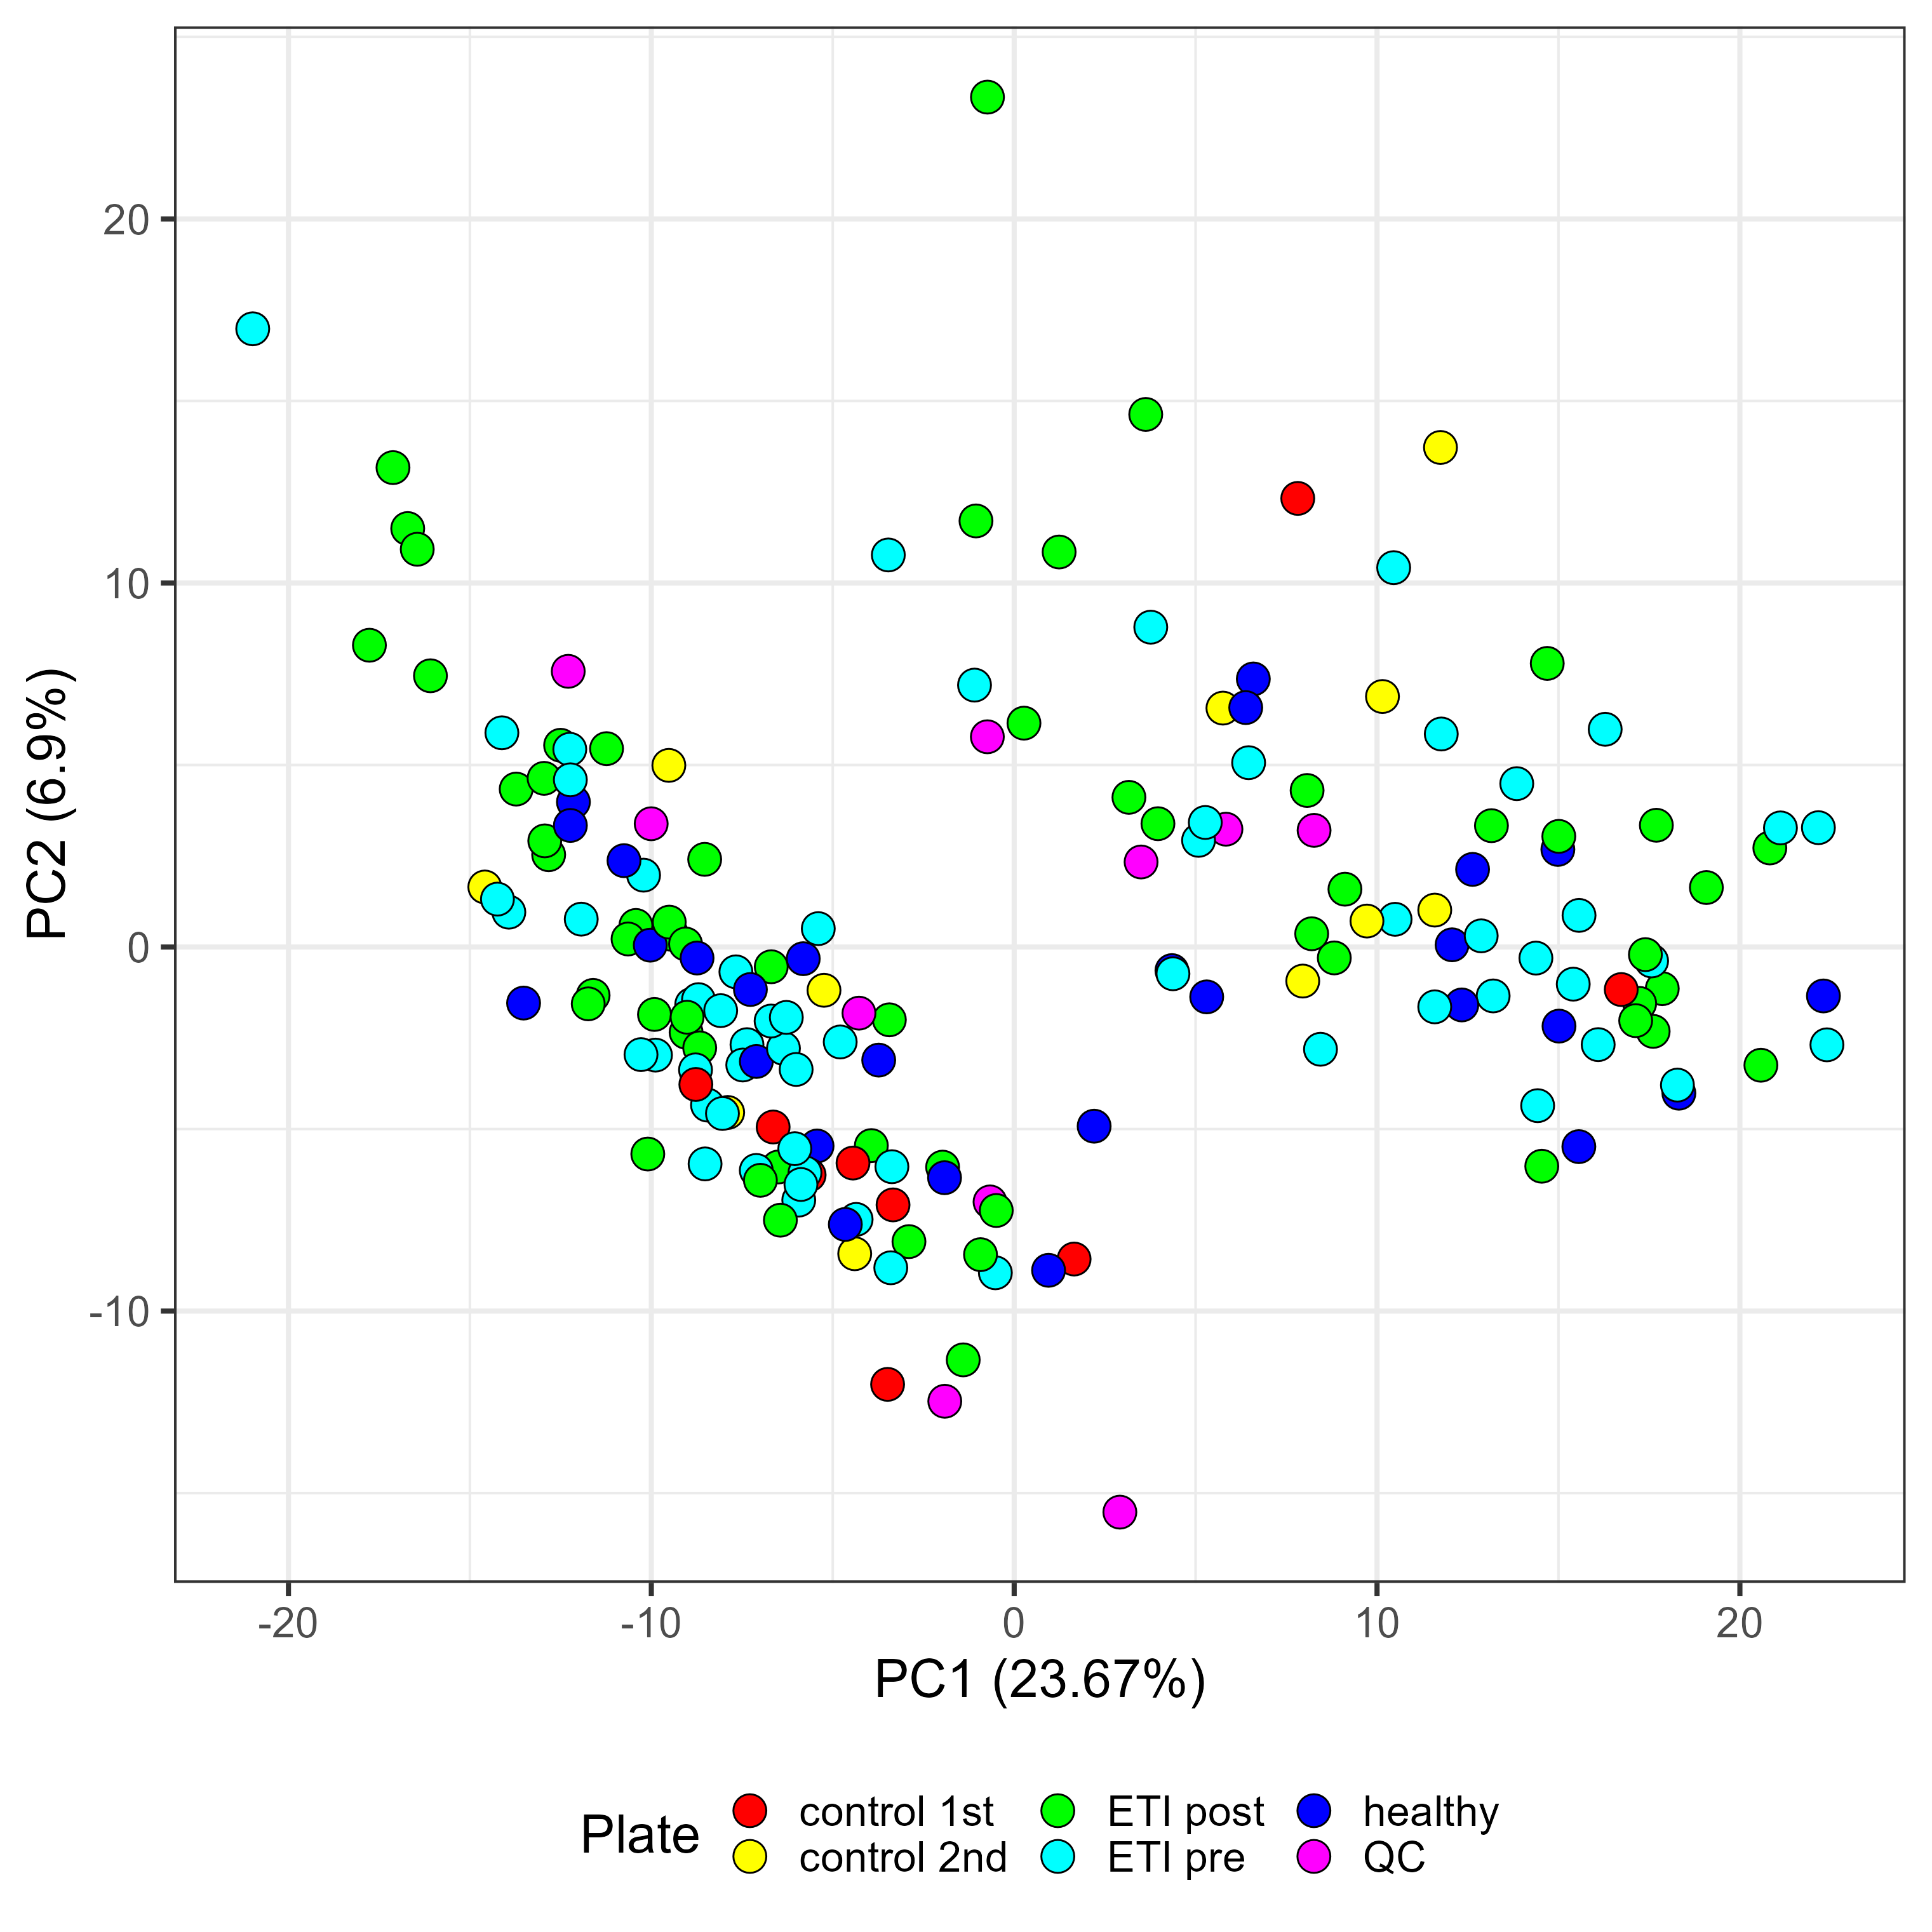 PC2 (6.9%)
20
10
0
-10
-20
-10
0
10
20
PC1 (23.67%)
Plate
control 1st
ETI post
healthy
control 2nd
ETI pre
QC